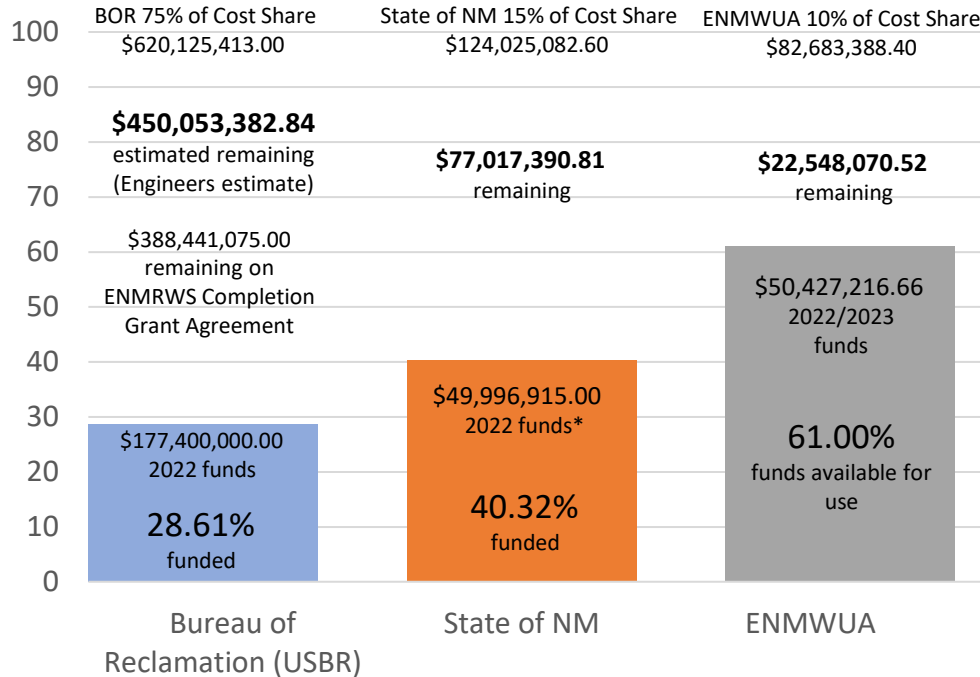 BOR 75% of Cost Share
$620,125,413.00
State of NM 15% of Cost Share
$124,025,082.60
ENMWUA 10% of Cost Share
$82,683,388.40
100
90
80
70
60
50
40
30
20
10
0
$450,053,382.84
estimated remaining
(Engineers estimate)
$388,441,075.00
remaining on
ENMRWS Completion
Grant Agreement
$177,400,000.00
2022 funds
28.61%
funded
$77,017,390.81
remaining
$49,996,915.00
2022 funds*
40.32%
funded
$22,548,070.52
remaining
$50,427,216.66
2022/2023
funds
61.00%
funds available for
use
Bureau of
Reclamation (USBR)
State of NM
ENMWUA